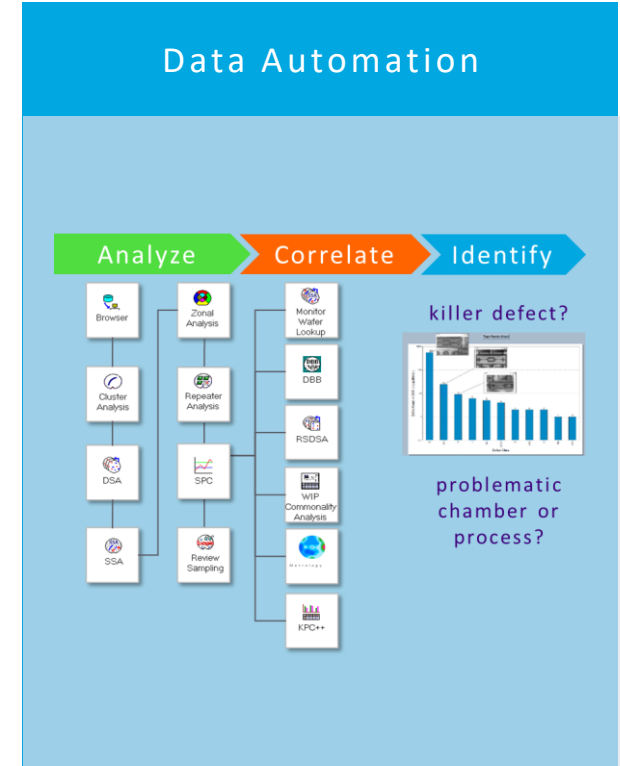 Data Automation
Analyze
Correlate
Identify
Browser
Cluster
Analysis
DSA
SSA
Zonal
Analysis
Repeater
Analysis
SPC
Review
Sampling
Monitor
Wafer
Lookup
DBB
RSDSA
WIP
Commonality
Analysis
Metrology
KPC++
killer defect?
problematic
chamber or
process?